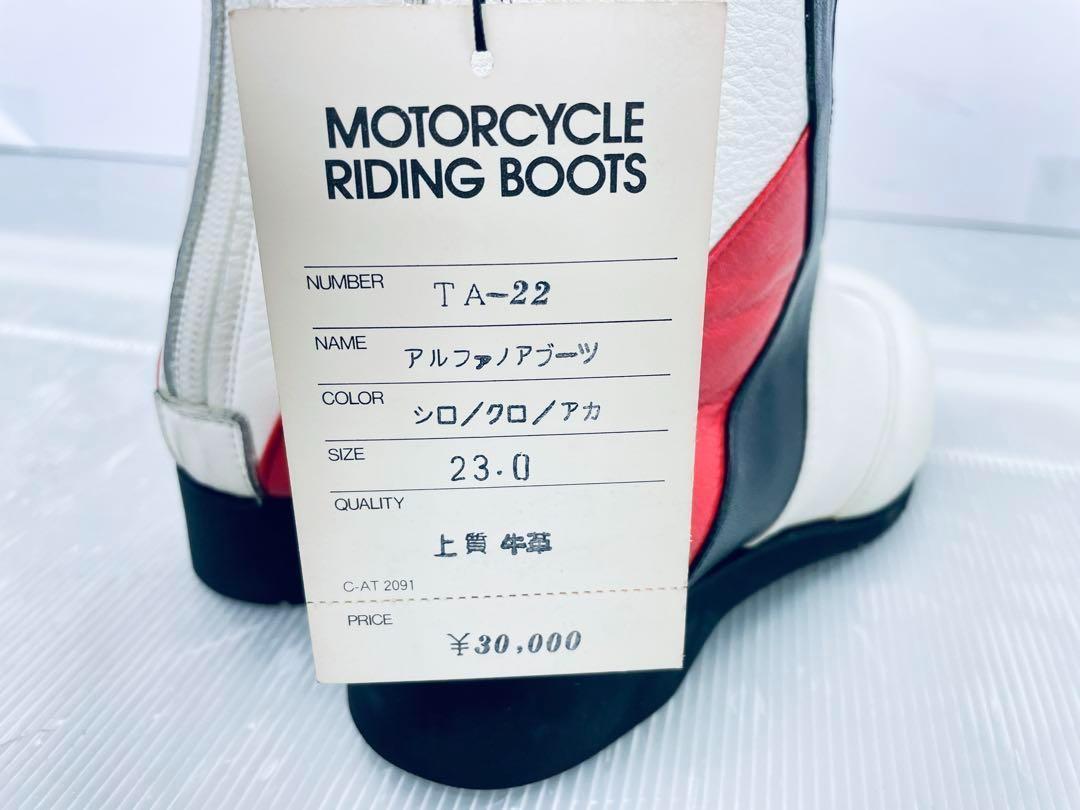 MOTORCYCLE
RIDING BOOTS
NUMBER TA-22
NAME アルファノアブーツ
COLOR シロ/クロ/アカ
SIZE 23.0
QUALITY
上質牛革
C-AT 2091
PRICE
¥30,000